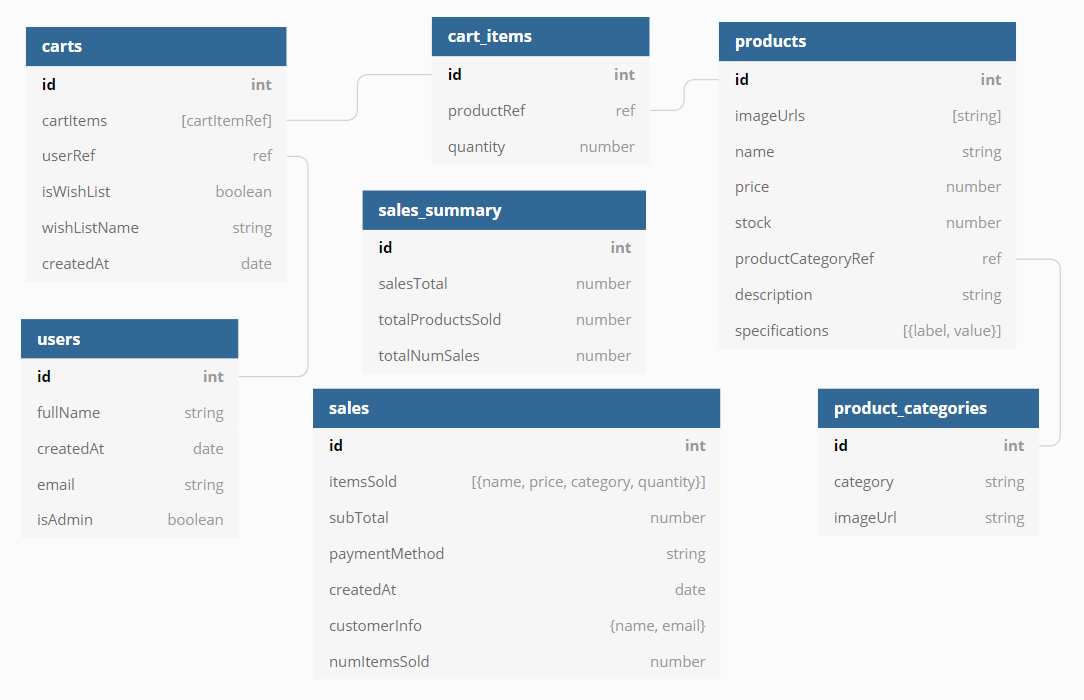 carts
id int
cartItems [cartItemRef]
userRef ref
isWishList boolean
wishListName string
createdAt date
cart_items
id int
productRef ref
quantity number
products
id int
imageUrls [string]
name string
price number
stock number
productCategoryRef ref
description string
specifications [{label, value}]
sales_summary
id int
salesTotal number
totalProductsSold number
totalNumSales number
users
id int
fullName string
createdAt date
email string
isAdmin boolean
sales
id int
itemsSold [{name, price, category, quantity}]
subTotal number
paymentMethod string
createdAt date
customerInfo {name, email}
numItemsSold number
product_categories
id int
category string
imageUrl string